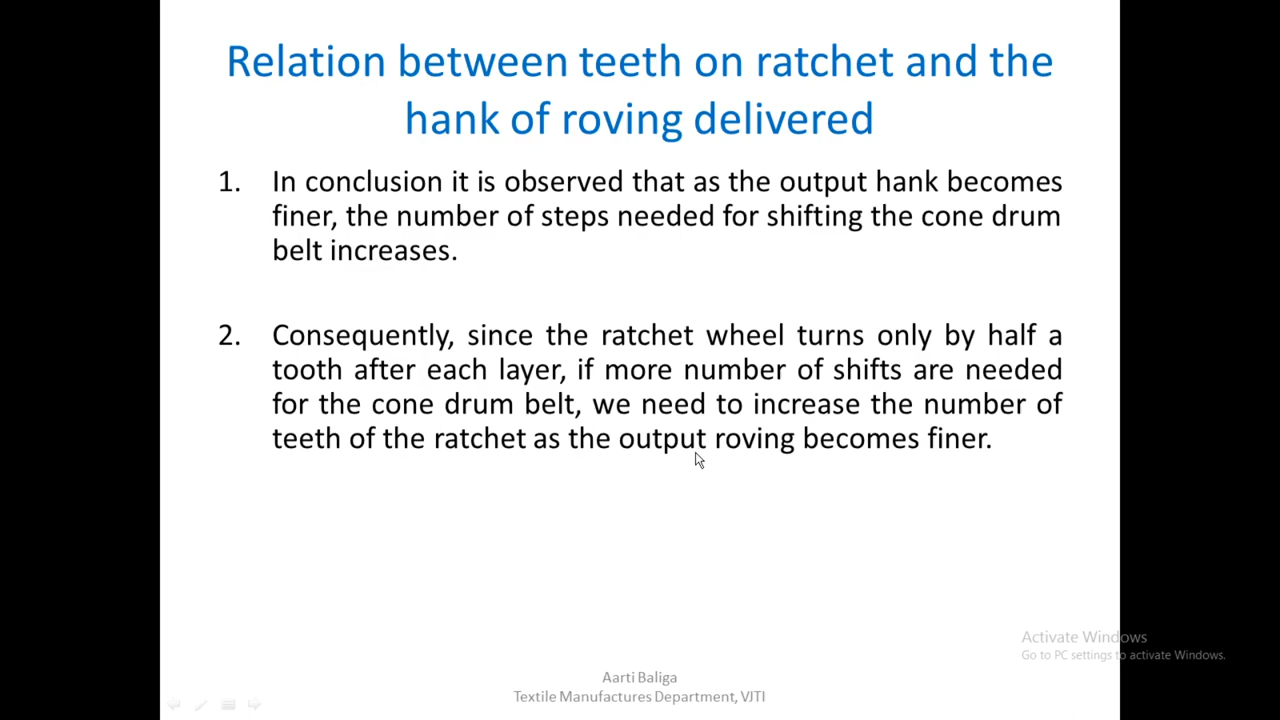 Relation between teeth on ratchet and the
hank of roving delivered
1. In conclusion it is observed that as the output hank becomes
finer, the number of steps needed for shifting the cone drum
belt increases.
2. Consequently, since the ratchet wheel turns only by half a
tooth after each layer, if more number of shifts are needed
for the cone drum belt, we need to increase the number of
teeth of the ratchet as the output roving becomes finer.
Activate Windows
Go to PC settings to activate Windows.
Aarti Baliga
Textile Manufactures Department, VJTI